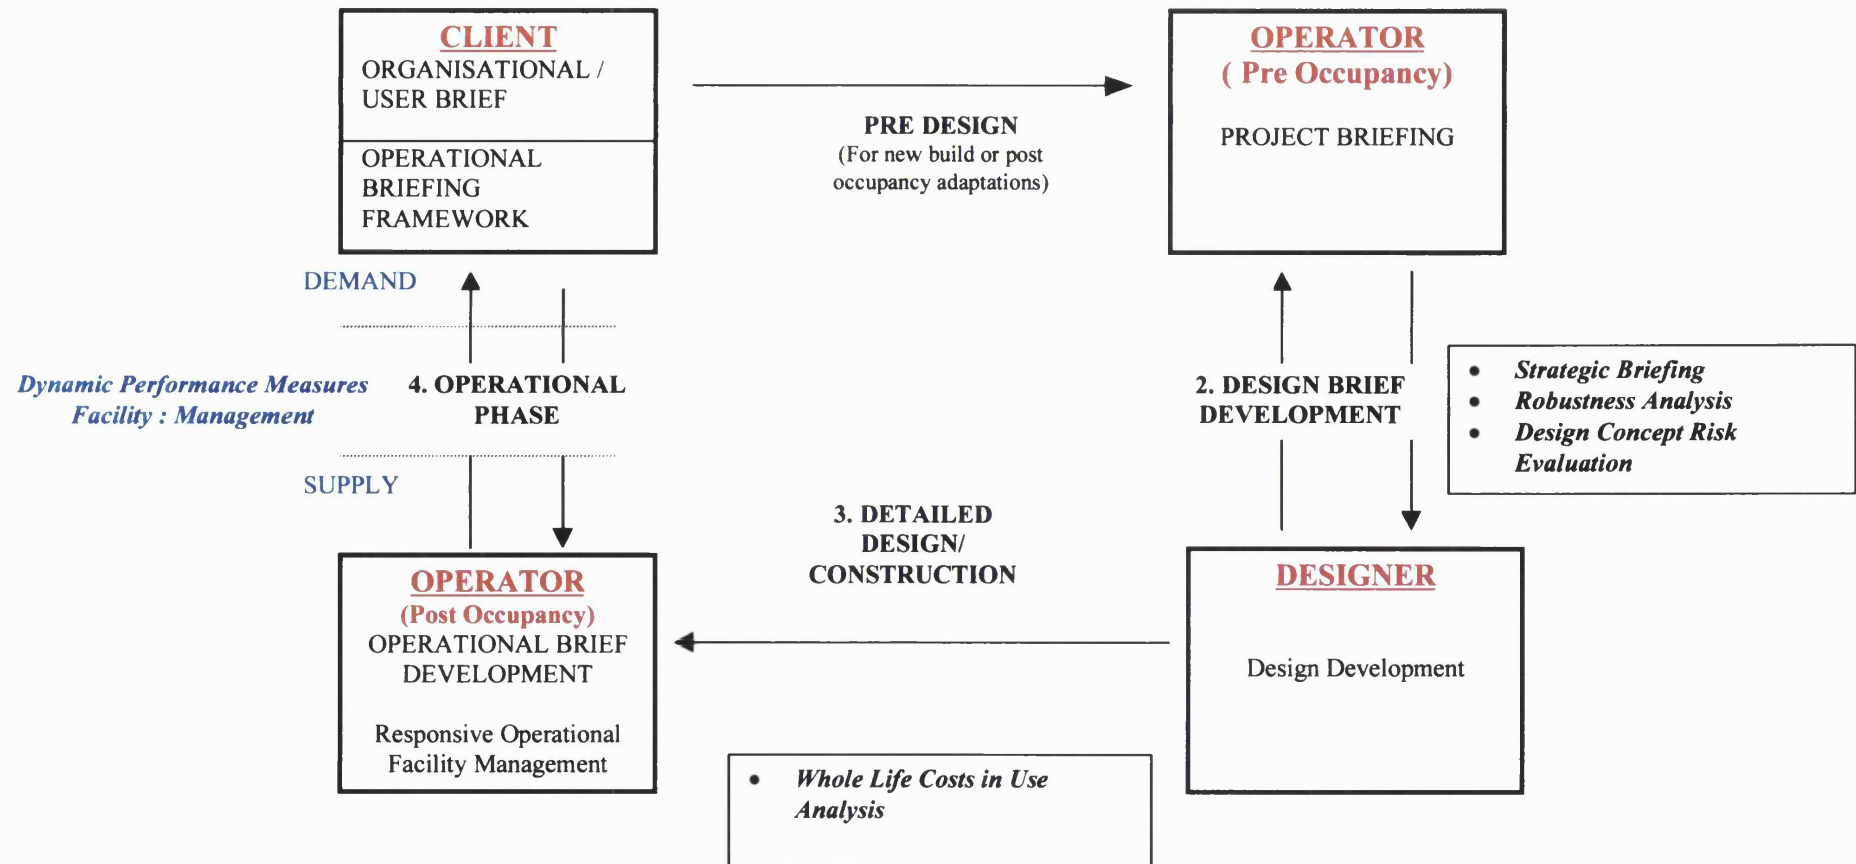 CLIENT
ORGANISATIONAL /
USER BRIEF
OPERATIONAL
BRIEFING
FRAMEWORK
PRE DESIGN
(For new build or post
occupancy adaptations)
OPERATOR
( Pre Occupancy)
PROJECT BRIEFING
DEMAND
Dynamic Performance Measures
Facility : Management
4. OPERATIONAL
PHASE
SUPPLY
2. DESIGN BRIEF
DEVELOPMENT
• Strategic Briefing
• Robustness Analysis
• Design Concept Risk
Evaluation
3. DETAILED
DESIGN/
CONSTRUCTION
OPERATOR
(Post Occupancy)
OPERATIONAL BRIEF
DEVELOPMENT
Responsive Operational
Facility Management
DESIGNER
Design Development
• Whole Life Costs in Use
Analysis